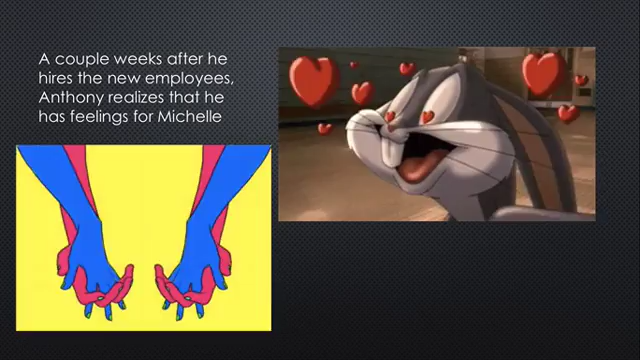 A couple weeks after he
hires the new employees,
Anthony realizes that he
has feelings for Michelle